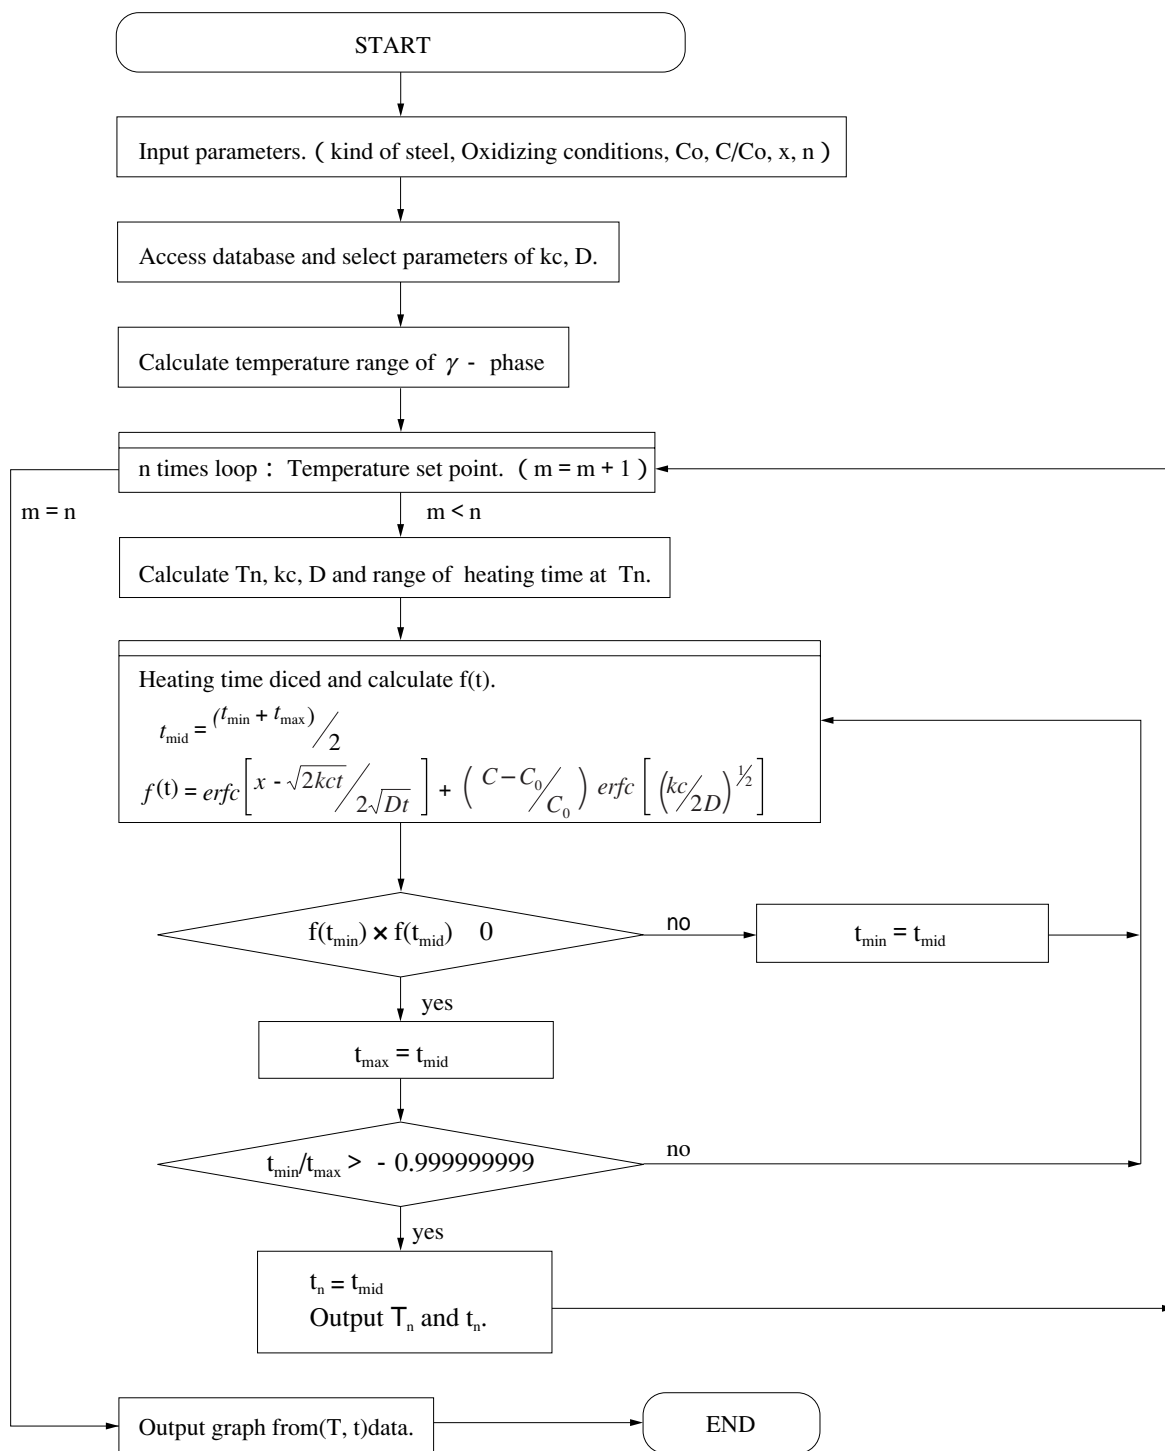 START
Input parameters. ( kind of steel, Oxidizing conditions, Co, C/Co, x, n )
Access database and select parameters of kc, D.
Calculate temperature range of γ - phase
n times loop : Temperature set point. ( m = m + 1 )
m = n
m < n
Calculate Tn, kc, D and range of heating time at Tn.
Heating time diced and calculate f(t).
t_mid = (t_min + t_max)/2
f(t) = erfc[x - √2kct/2√Dt] + (C - C_0/C_0) erfc[(kc/2D)^1/2]
f(t_min) × f(t_mid) 0
no
t_min = t_mid
yes
t_max = t_mid
t_min/t_max > - 0.999999999
no
yes
t_n = t_mid
Output T_n and t_n.
Output graph from(T, t)data.
END